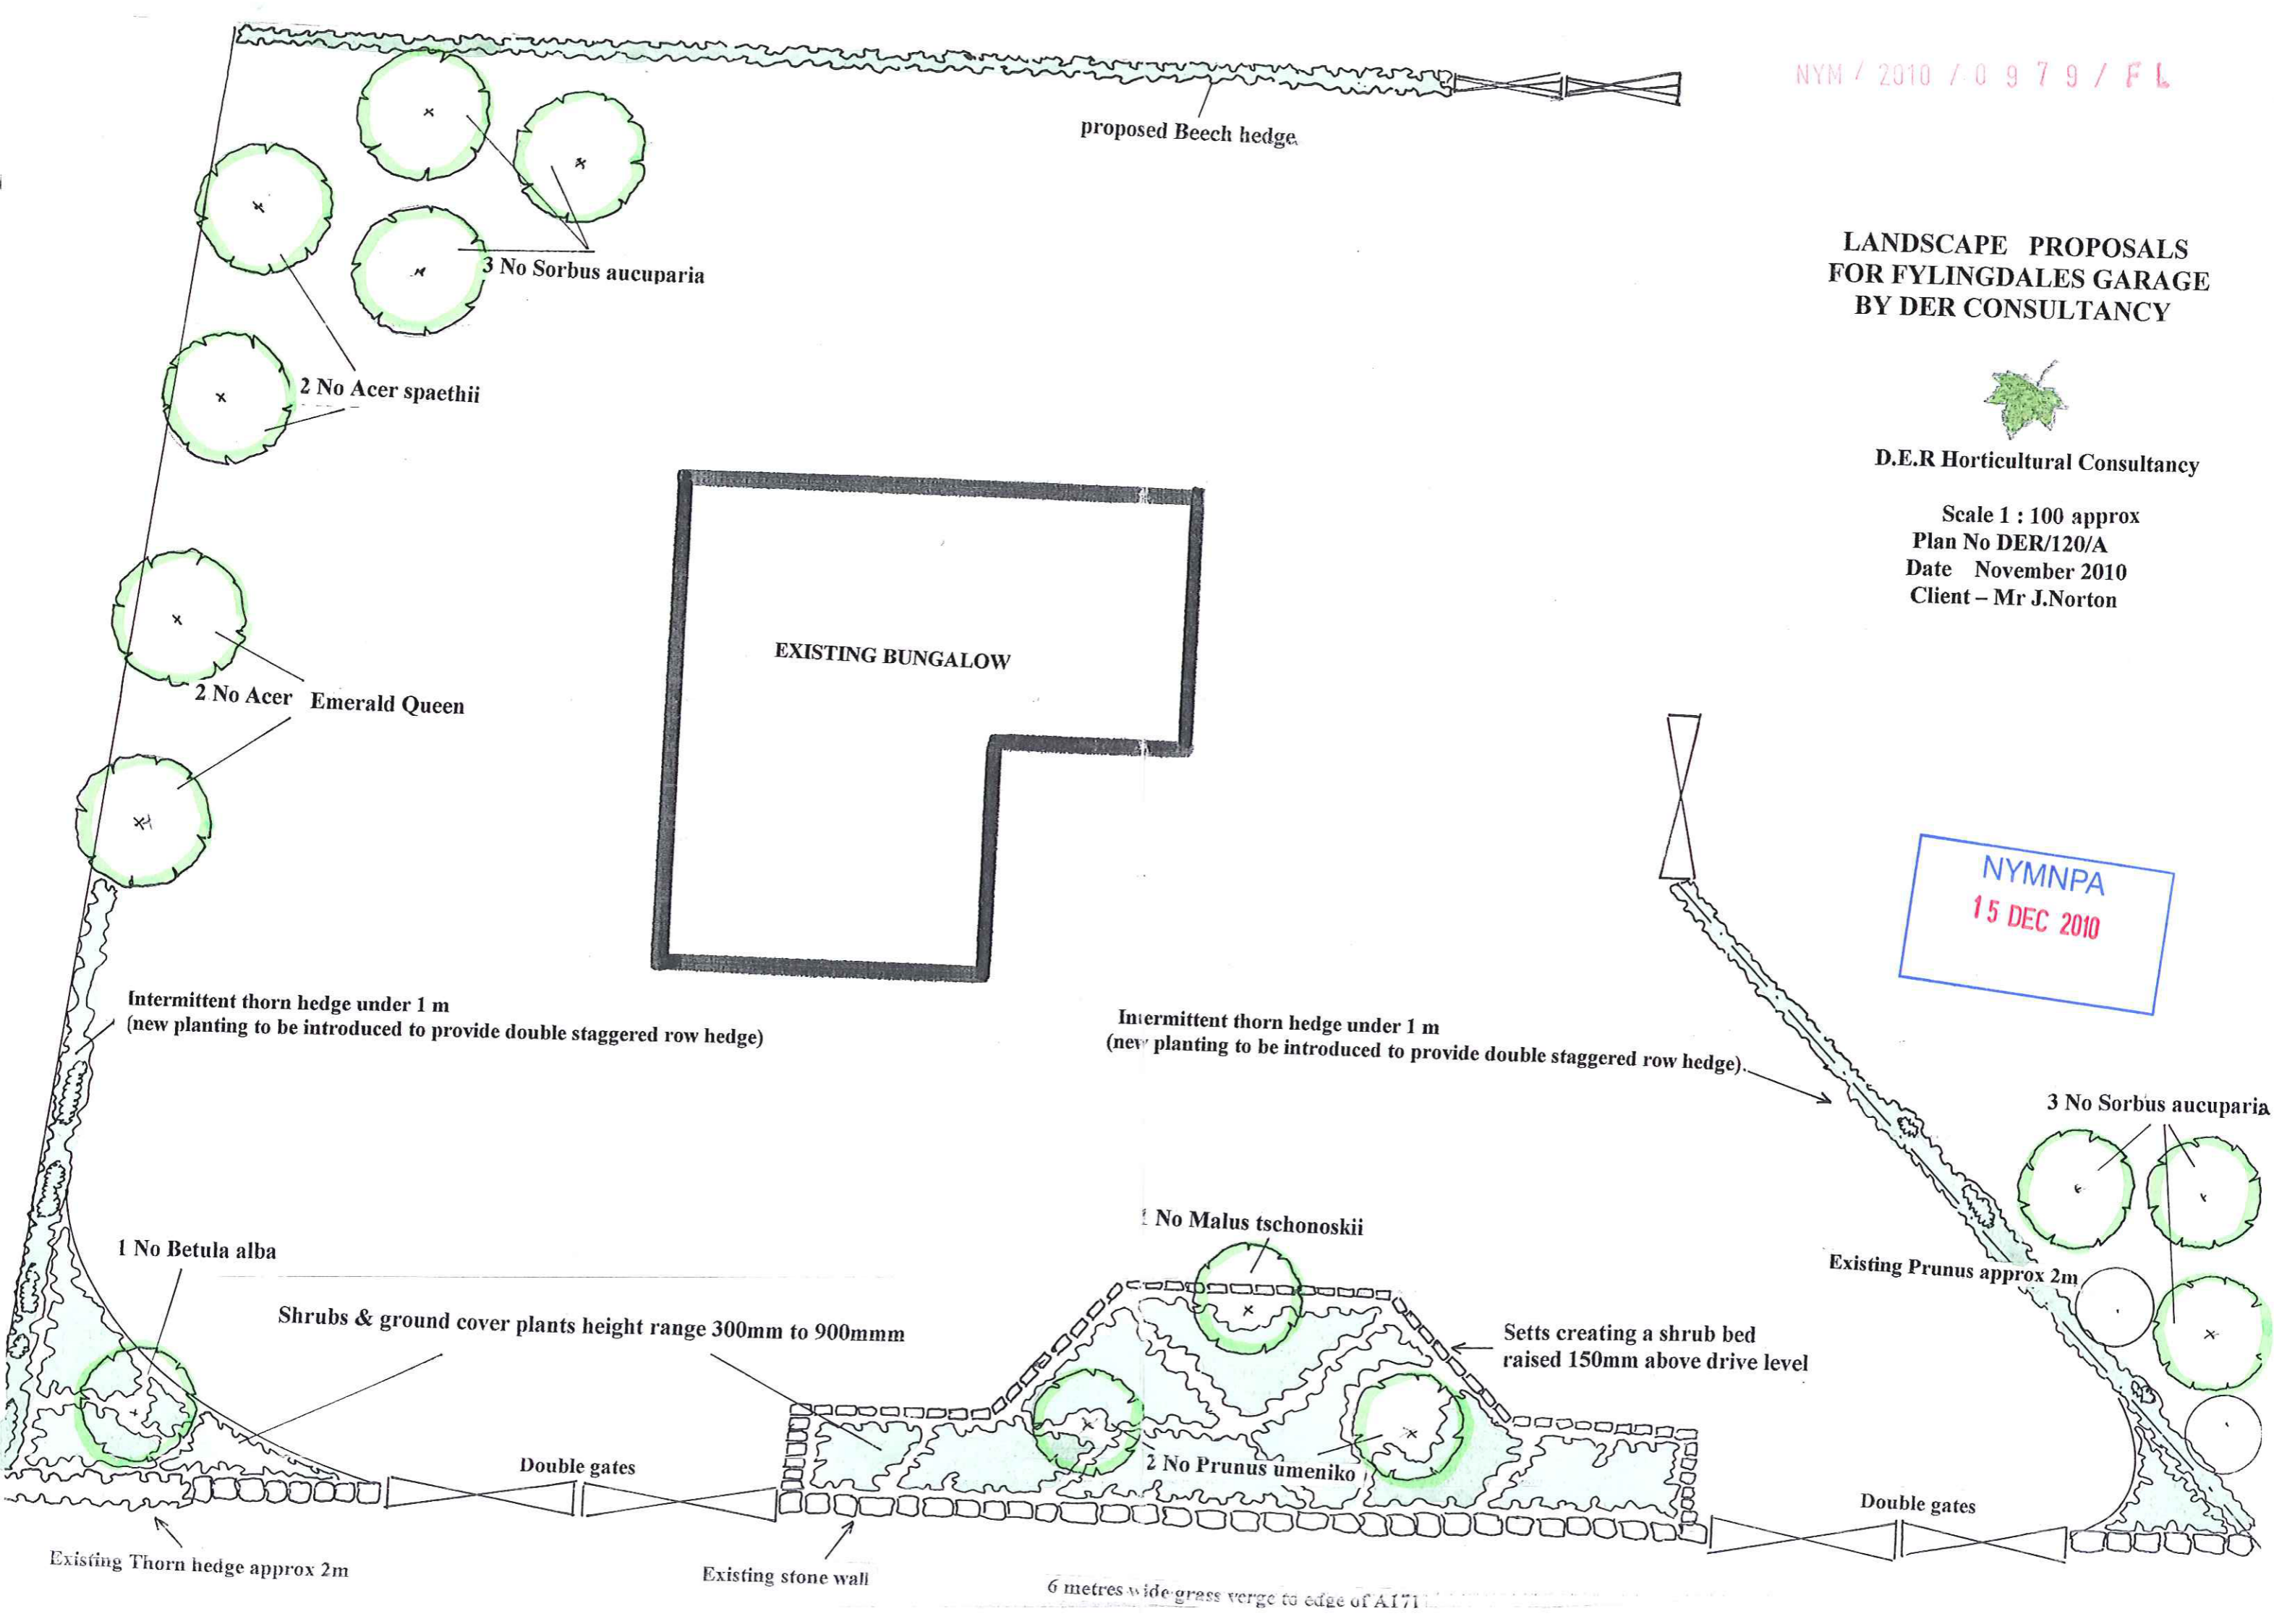 NYM / 2010 / 0 9 7 9 / F L
proposed Beech hedge
LANDSCAPE PROPOSALS
FOR FYLINGDALES GARAGE
BY DER CONSULTANCY
3 No Sorbus aucuparia
2 No Acer spaethii
D.E.R Horticultural Consultancy
Scale 1 : 100 approx
Plan No DER/120/A
Date November 2010
Client – Mr J.Norton
EXISTING BUNGALOW
2 No Acer Emerald Queen
NYMNPA
15 DEC 2010
Intermittent thorn hedge under 1 m
(new planting to be introduced to provide double staggered row hedge)
Intermittent thorn hedge under 1 m
(new planting to be introduced to provide double staggered row hedge).
3 No Sorbus aucuparia
1 No Malus tschonoskii
1 No Betula alba
Existing Prunus approx 2m
Shrubs & ground cover plants height range 300mm to 900mmm
Setts creating a shrub bed
raised 150mm above drive level
Double gates
2 No Prunus umeniko
Double gates
Existing Thorn hedge approx 2m
Existing stone wall
6 metres wide grass verge to edge of A171